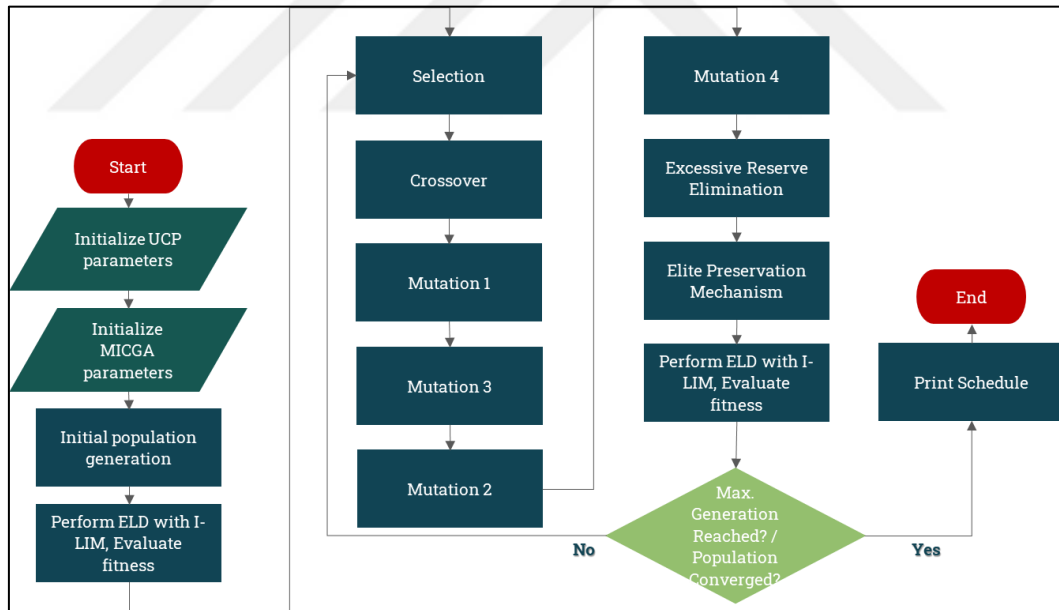 Start
Initialize UCP
parameters
Initialize
MICGA
parameters
Initial population
generation
Perform ELD with I-
LIM, Evaluate
fitness
Selection
Crossover
Mutation 1
Mutation 3
Mutation 2
Mutation 4
Excessive Reserve
Elimination
Elite Preservation
Mechanism
Perform ELD with I-
LIM, Evaluate
fitness
Max.
Generation
Reached? /
Population
Converged?
No
Yes
Print Schedule
End